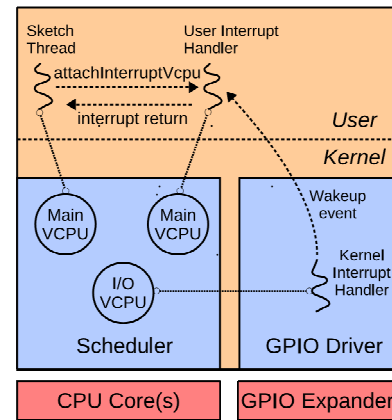 Sketch
Thread
User Interrupt
Handler
attachInterruptVcpu
interrupt return
User
Kernel
Main
VCPU
Main
VCPU
Wakeup
event
I/O
VCPU
Kernel
Interrupt
Handler
Scheduler
GPIO Driver
CPU Core(s)
GPIO Expander